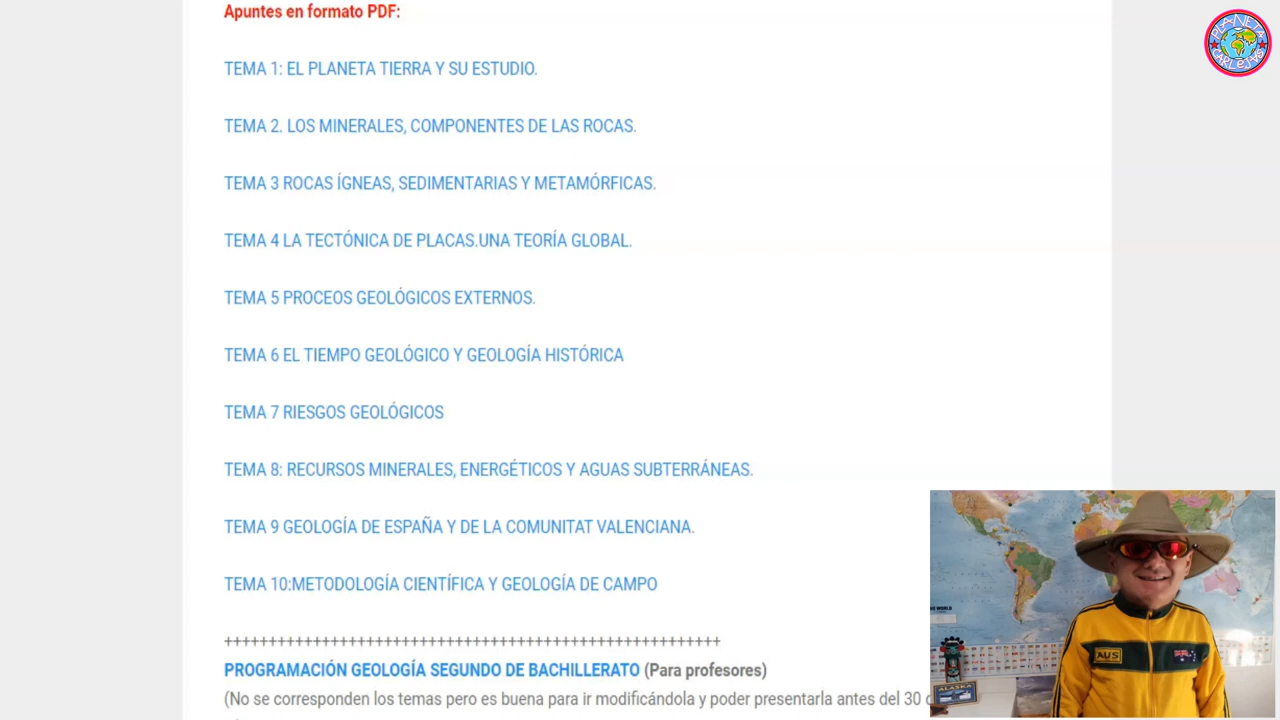 Apuntes en formato PDF:
TEMA 1: EL PLANETA TIERRA Y SU ESTUDIO.
TEMA 2. LOS MINERALES, COMPONENTES DE LAS ROCAS.
TEMA 3 ROCAS ÍGNEAS, SEDIMENTARIAS Y METAMÓRFICAS.
TEMA 4 LA TECTÓNICA DE PLACAS.UNA TEORÍA GLOBAL.
TEMA 5 PROCEOS GEOLÓGICOS EXTERNOS.
TEMA 6 EL TIEMPO GEOLÓGICO Y GEOLOGÍA HISTÓRICA
TEMA 7 RIESGOS GEOLÓGICOS
TEMA 8: RECURSOS MINERALES, ENERGÉTICOS Y AGUAS SUBTERRÁNEAS.
TEMA 9 GEOLOGÍA DE ESPAÑA Y DE LA COMUNITAT VALENCIANA.
TEMA 10:METODOLOGÍA CIENTÍFICA Y GEOLOGÍA DE CAMPO
+++++++++++++++++++++++++++++++++++++++++++++++++++++++
PROGRAMACIÓN GEOLOGÍA SEGUNDO DE BACHILLERATO (Para profesores)
(No se corresponden los temas pero es buena para ir modificándola y poder presentarla antes del 30
PLANETA
CARLEJAS
AUS
ALASKA